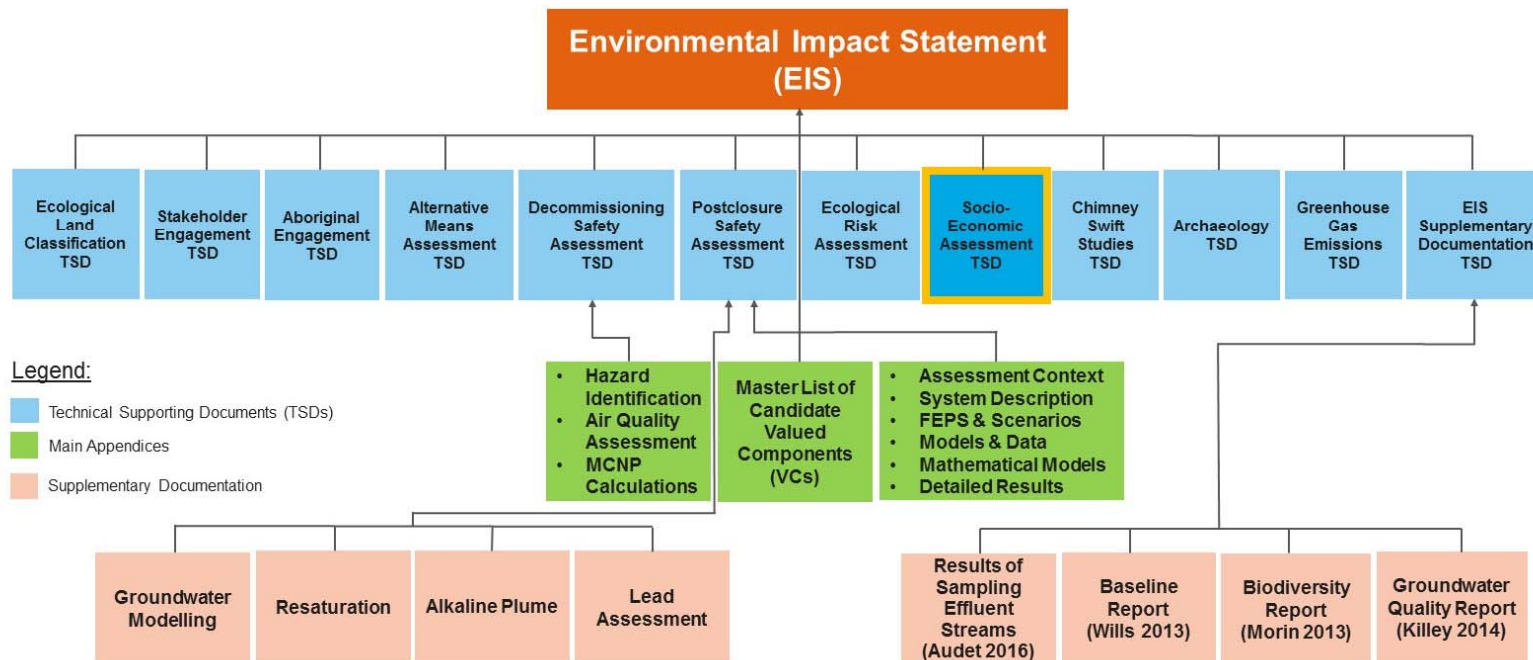 Environmental Impact Statement
(EIS)
Ecological
Land
Classification
TSD
Stakeholder
Engagement
TSD
Aboriginal
Engagement
TSD
Alternative
Means
Assessment
TSD
Decommissioning
Safety
Assessment
TSD
Postclosure
Safety
Assessment
TSD
Ecological
Risk
Assessment
TSD
Socio-
Economic
Assessment
TSD
Chimney
Swift
Studies
TSD
Archaeology
TSD
Greenhouse
Gas
Emissions
TSD
EIS
Supplementary
Documentation
TSD
Legend:
Technical Supporting Documents (TSDs)
Main Appendices
Supplementary Documentation
• Hazard
Identification
• Air Quality
Assessment
• MCNP
Calculations
Master List of
Candidate
Valued
Components
(VCs)
• Assessment Context
• System Description
• FEPS & Scenarios
• Models & Data
• Mathematical Models
• Detailed Results
Groundwater
Modelling
Resaturation
Alkaline Plume
Lead
Assessment
Results of
Sampling
Effluent
Streams
(Audet 2016)
Baseline
Report
(Wills 2013)
Biodiversity
Report
(Morin 2013)
Groundwater
Quality Report
(Killey 2014)